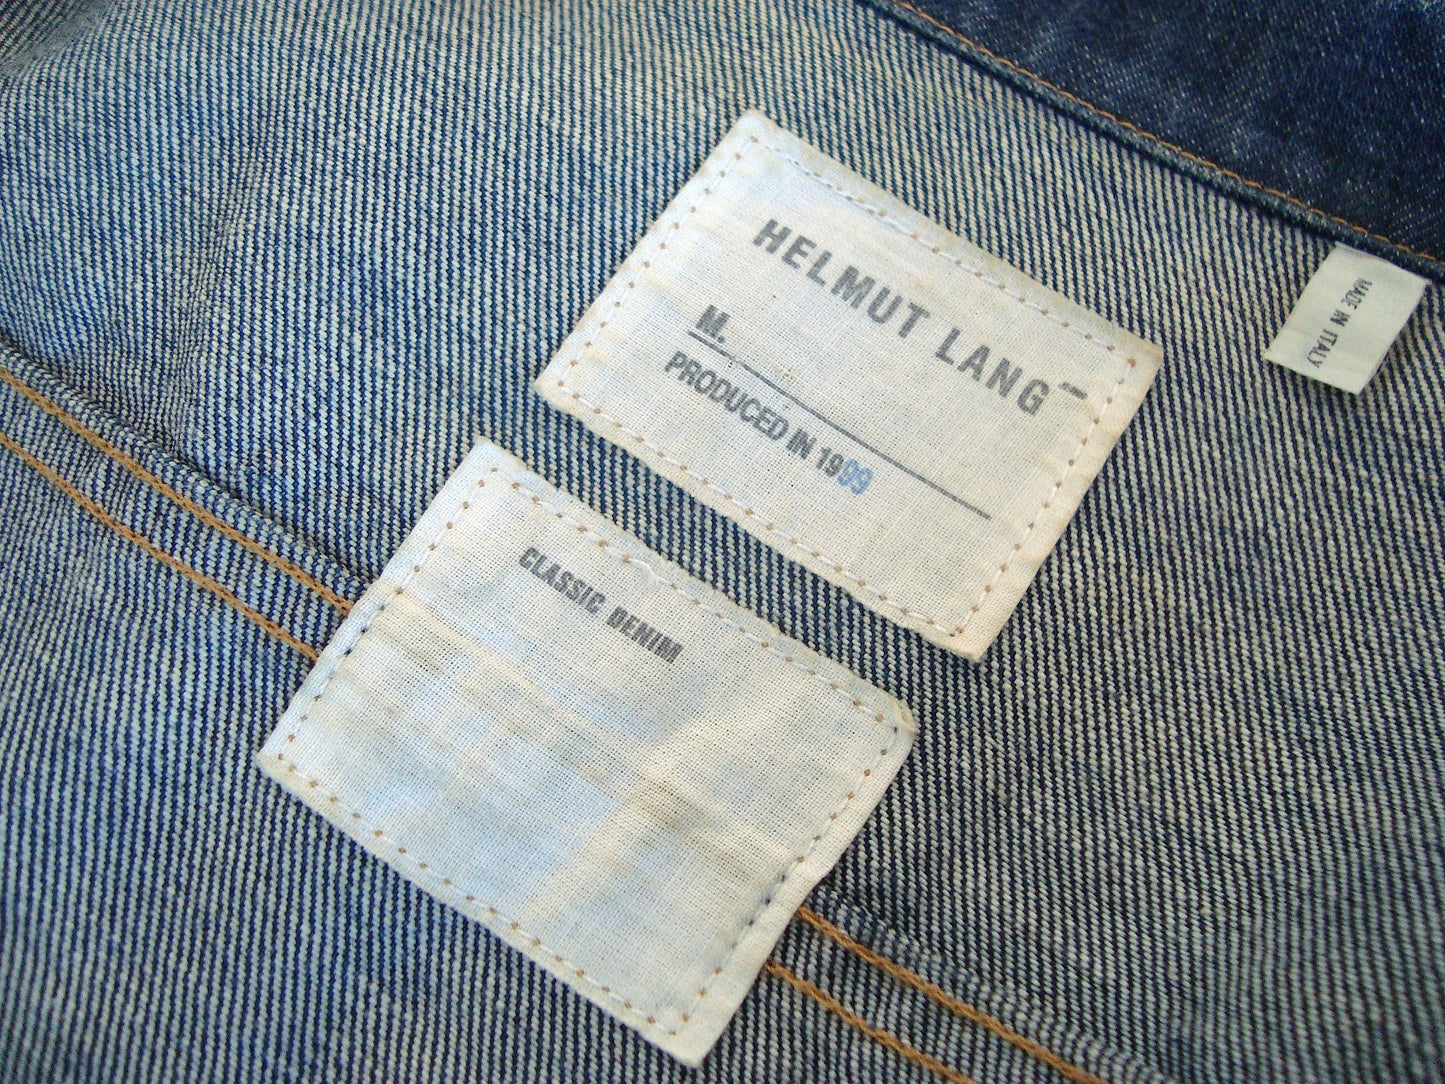 HELMUT LANG
M.
PRODUCED IN 1999
CLASSIC DENIM
MADE IN ITALY